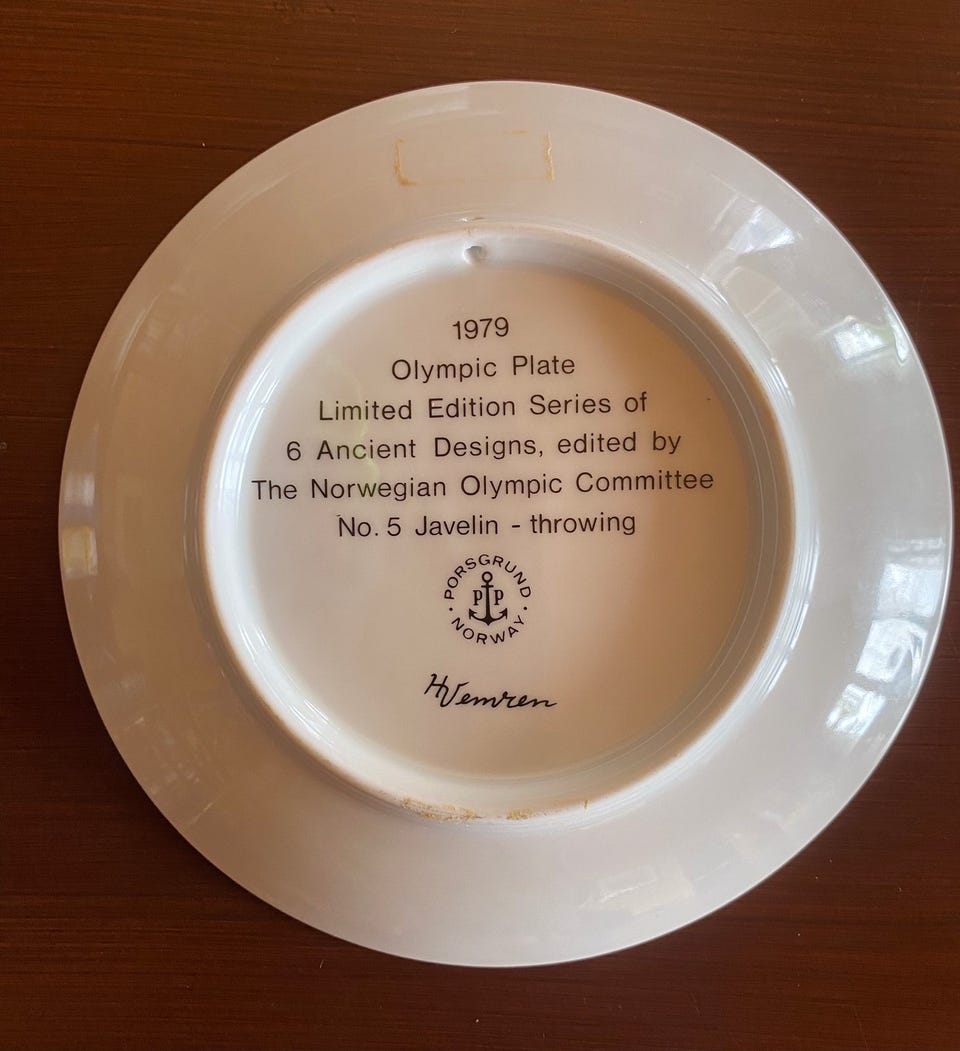 1979
Olympic Plate
Limited Edition Series of
6 Ancient Designs, edited by
The Norwegian Olympic Committee
No. 5 Javelin - throwing
PORSGRUND
PP
· NORWAY ·